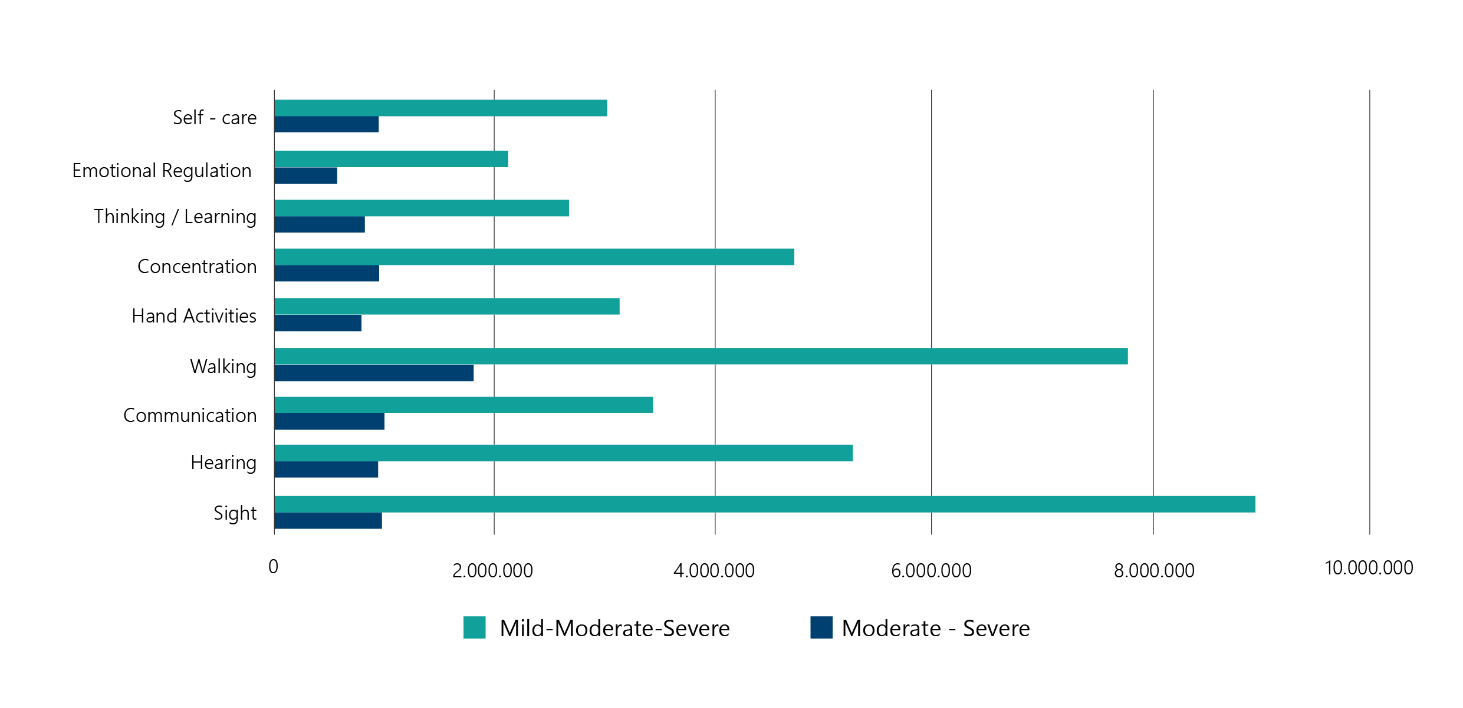 Self - care
Emotional Regulation
Thinking / Learning
Concentration
Hand Activities
Walking
Communication
Hearing
Sight
0 2.000.000 4.000.000 6.000.000 8.000.000 10.000.000
Mild-Moderate-Severe Moderate - Severe